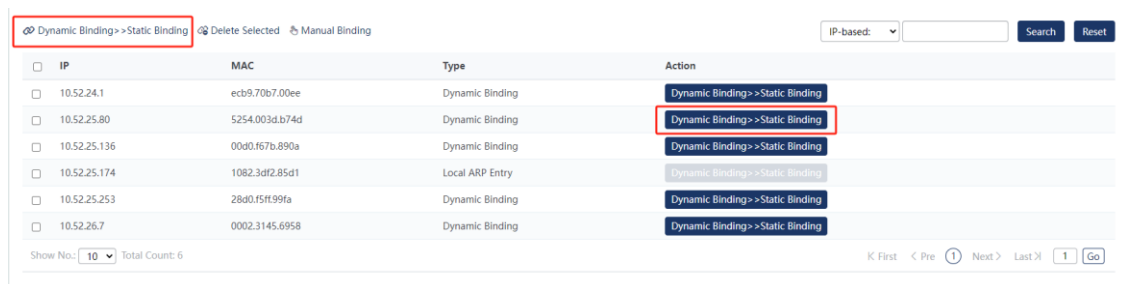 Dynamic Binding>>Static Binding Delete Selected Manual Binding IP-based: Search Reset
IP MAC Type Action
10.52.24.1 ecb9.70b7.00ee Dynamic Binding Dynamic Binding>>Static Binding
10.52.25.80 5254.003d.b74d Dynamic Binding Dynamic Binding>>Static Binding
10.52.25.136 00d0.f67b.890a Dynamic Binding Dynamic Binding>>Static Binding
10.52.25.174 1082.3df2.85d1 Local ARP Entry Dynamic Binding>>Static Binding
10.52.25.253 28d0.f5ff.99fa Dynamic Binding Dynamic Binding>>Static Binding
10.52.26.7 0002.3145.6958 Dynamic Binding Dynamic Binding>>Static Binding
Show No.: 10 Total Count: 6 First Pre 1 Next Last 1 Go